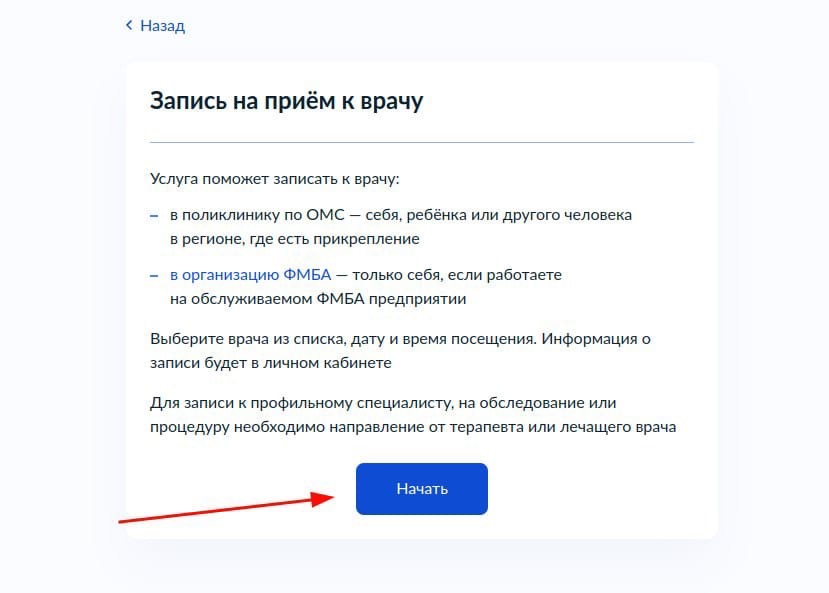 Назад
Запись на приём к врачу
Услуга поможет записать к врачу:
– в поликлинику по ОМС — себя, ребёнка или другого человека
в регионе, где есть прикрепление
– в организацию ФМБА — только себя, если работаете
на обслуживаемом ФМБА предприятии
Выберите врача из списка, дату и время посещения. Информация о
записи будет в личном кабинете
Для записи к профильному специалисту, на обследование или
процедуру необходимо направление от терапевта или лечащего врача
Начать